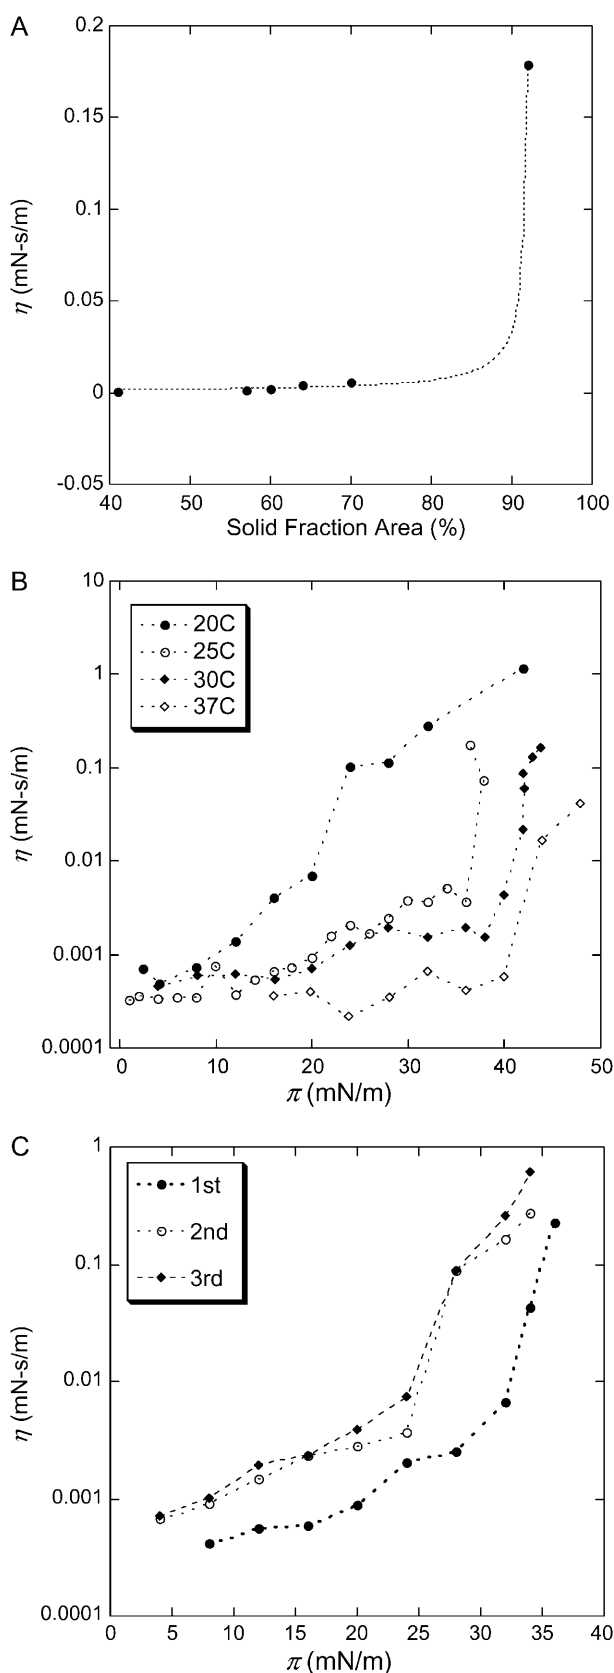 A
0.2
0.15
0.1
0.05
0
-0.05
η (mN-s/m)
40 50 60 70 80 90 100
Solid Fraction Area (%)
B
10
1
0.1
0.01
0.001
0.0001
η (mN-s/m)
20C
25C
30C
37C
0 10 20 30 40 50
π (mN/m)
C
1
0.1
0.01
0.001
0.0001
η (mN-s/m)
1st
2nd
3rd
0 5 10 15 20 25 30 35 40
π (mN/m)